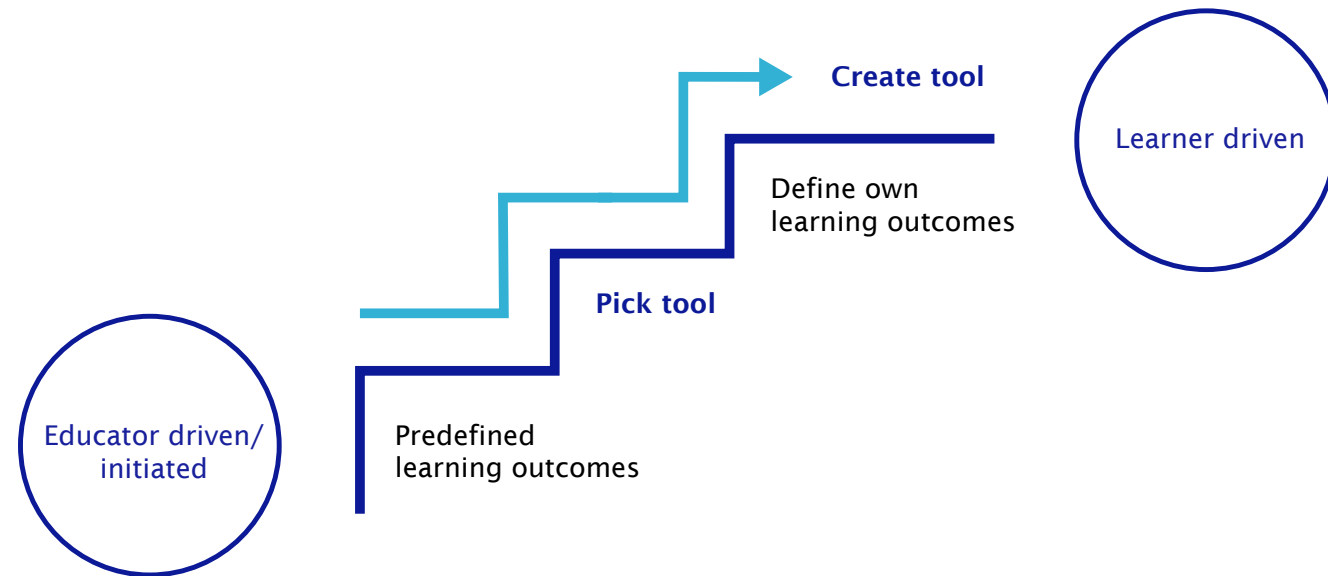 Create tool
Learner driven
Define own
learning outcomes
Pick tool
Educator driven/
initiated
Predefined
learning outcomes